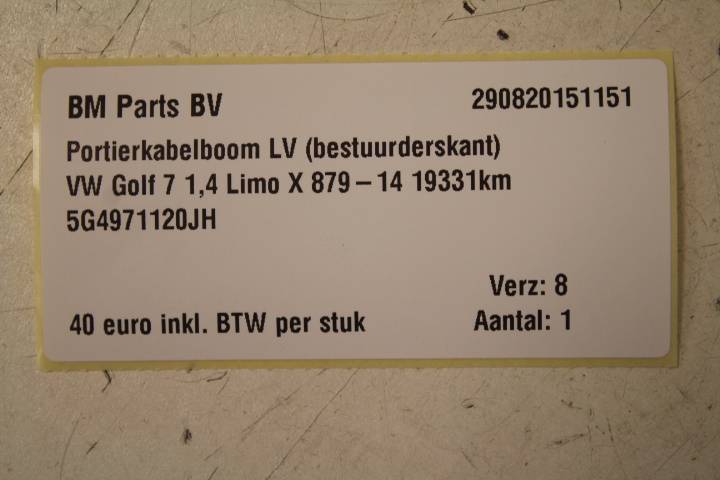 BM Parts BV 290820151151
Portierkabelboom LV (bestuurderskant)
VW Golf 7 1,4 Limo X 879 – 14 19331km
5G4971120JH
Verz: 8
40 euro inkl. BTW per stuk Aantal: 1